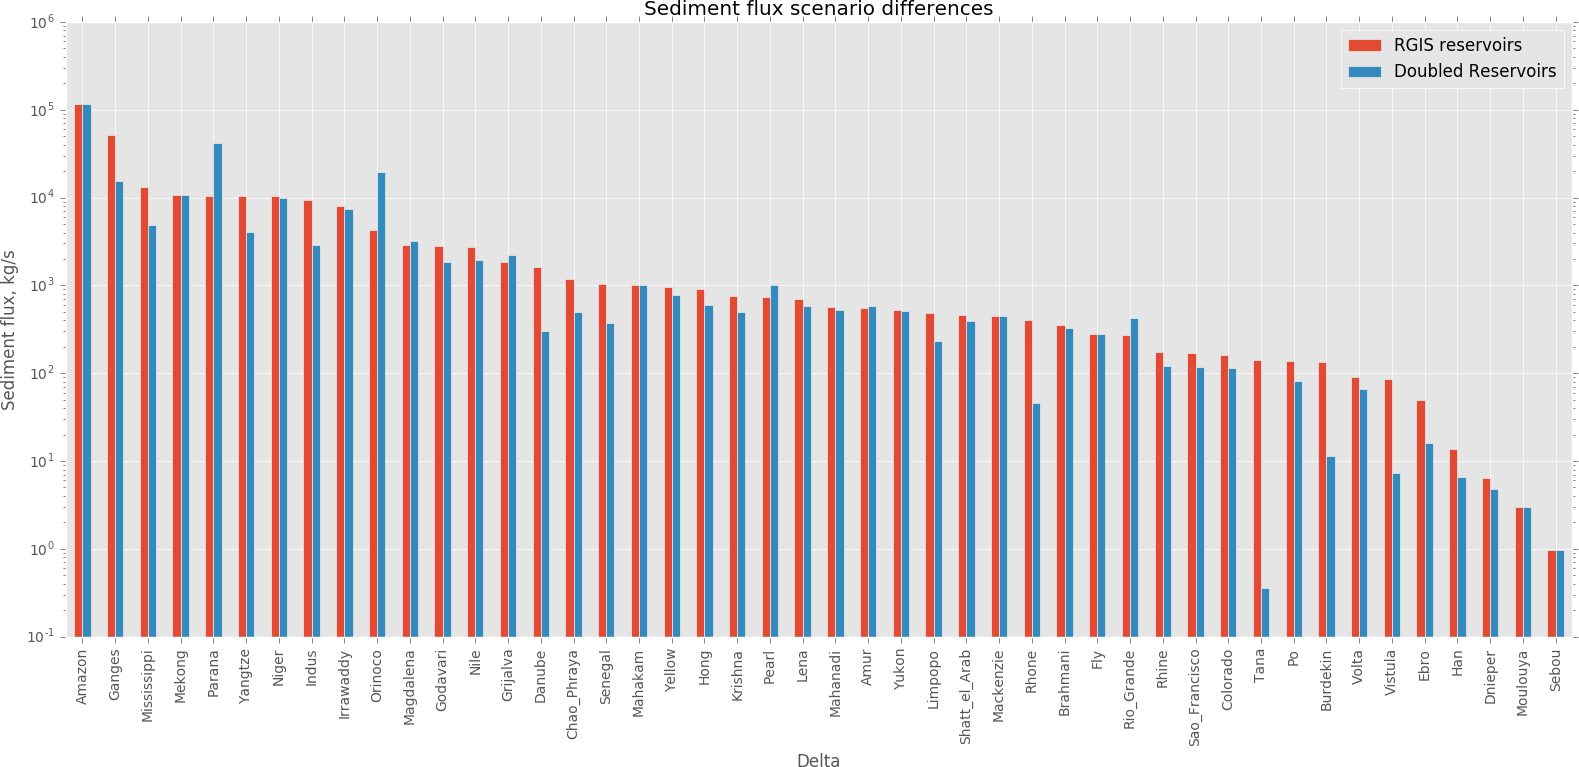 Sediment flux scenario differences
RGIS reservoirs
Doubled Reservoirs
Sediment flux, kg/s
10^6
10^5
10^4
10^3
10^2
10^1
10^0
10^-1
Amazon
Ganges
Mississippi
Mekong
Parana
Yangtze
Niger
Indus
Irrawaddy
Orinoco
Magdalena
Godavari
Nile
Grijalva
Danube
Chao_Phraya
Senegal
Mahakam
Yellow
Hong
Krishna
Pearl
Lena
Mahanadi
Amur
Yukon
Limpopo
Shatt_el_Arab
Mackenzie
Rhone
Brahmani
Fly
Rio_Grande
Rhine
Sao_Francisco
Colorado
Tana
Po
Burdekin
Volta
Vistula
Ebro
Han
Dnieper
Moulouya
Sebou
Delta